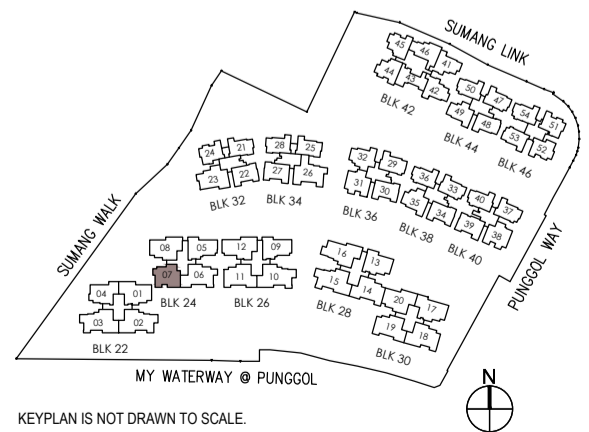 SUMANG LINK
45 46 41
44 43 42
BLK 42
50 47
49 48
BLK 44
54 51
53 52
BLK 46
24 21
23 22
BLK 32
28 25
27 26
BLK 34
32 29
31 30
BLK 36
36 33
35 34
BLK 38
40 37
39 38
BLK 40
SUMANG WALK
PUNGGOL WAY
08 05
07 06
BLK 24
12 09
11 10
BLK 26
16 13
15 14
BLK 28
20 17
19 18
BLK 30
04 01
03 02
BLK 22
MY WATERWAY @ PUNGGOL
N
KEYPLAN IS NOT DRAWN TO SCALE.